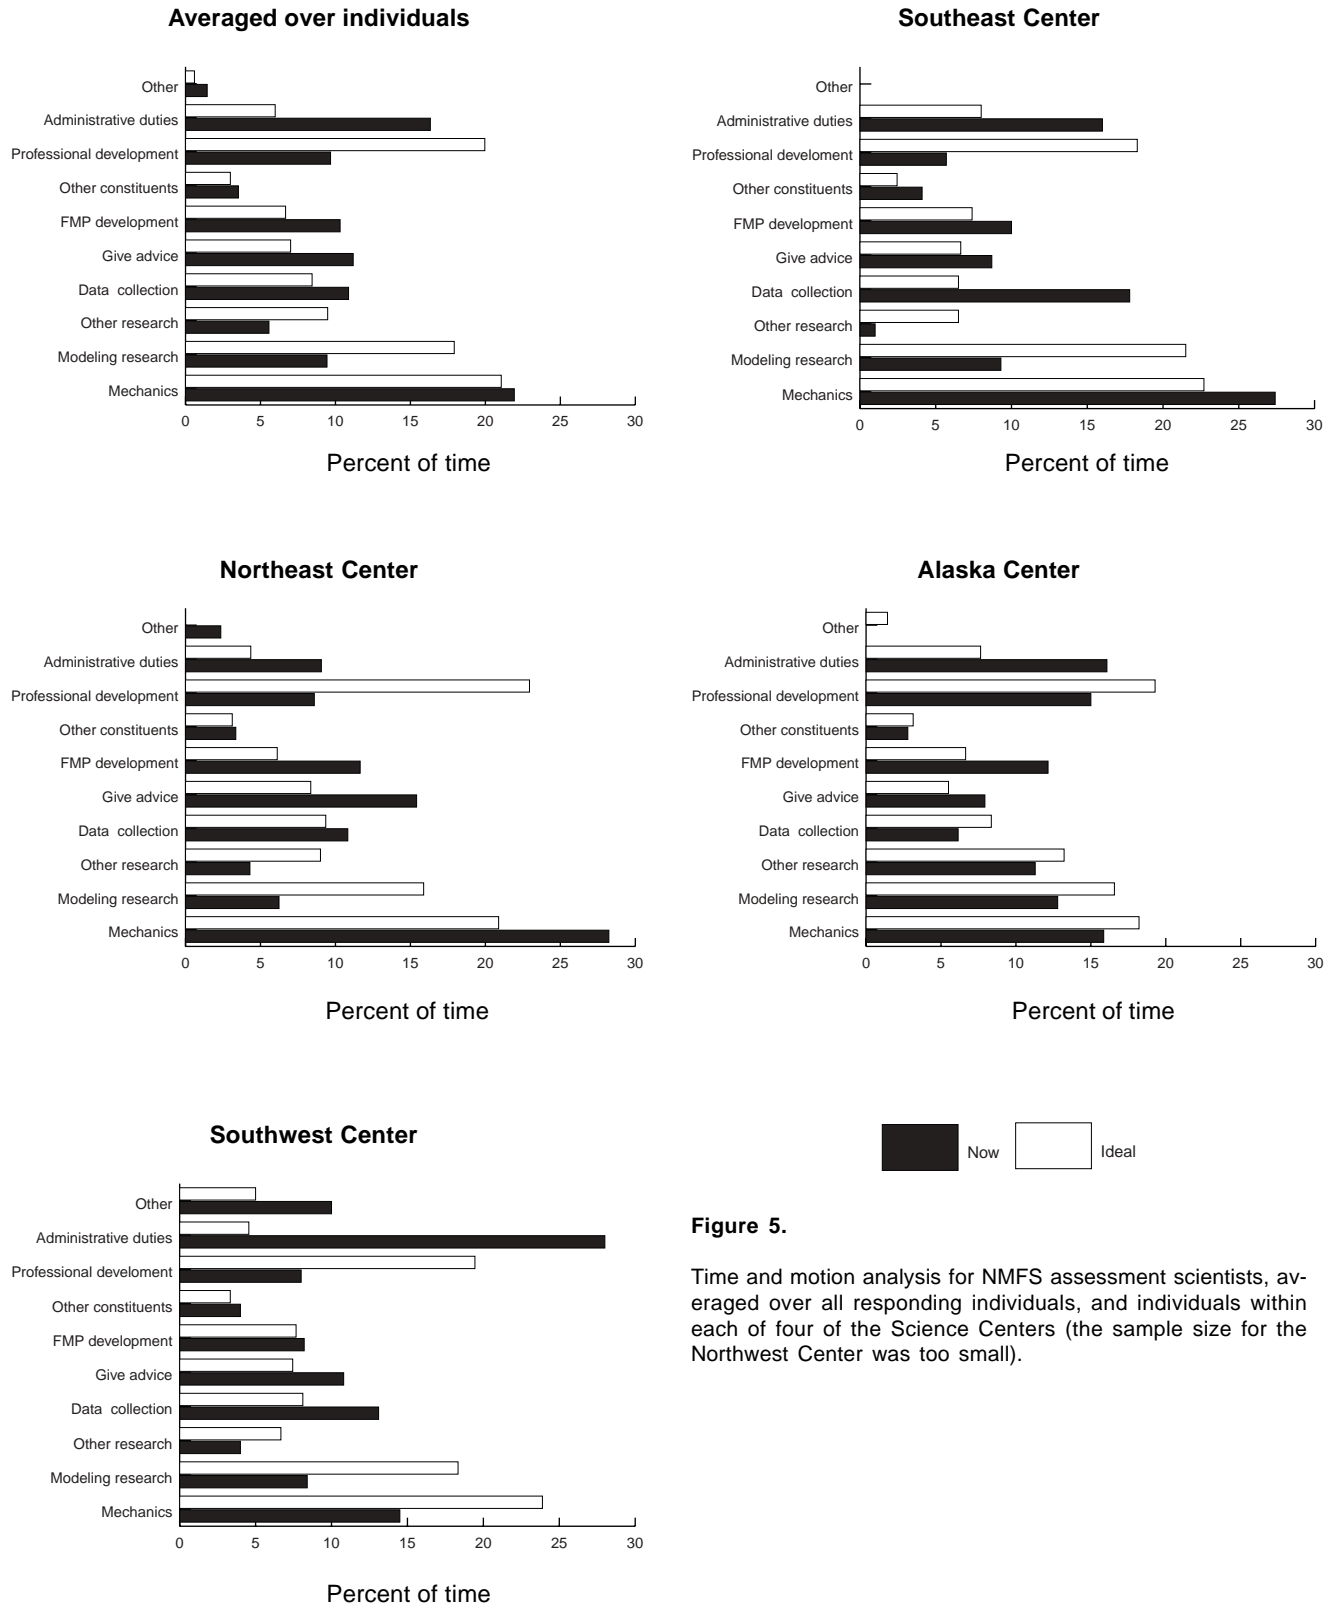 Averaged over individuals
Other
Administrative duties
Professional development
Other constituents
FMP development
Give advice
Data collection
Other research
Modeling research
Mechanics
0 5 10 15 20 25 30
Percent of time
Southeast Center
Other
Administrative duties
Professional develoment
Other constituents
FMP development
Give advice
Data collection
Other research
Modeling research
Mechanics
0 5 10 15 20 25 30
Percent of time
Northeast Center
Other
Administrative duties
Professional development
Other constituents
FMP development
Give advice
Data collection
Other research
Modeling research
Mechanics
0 5 10 15 20 25 30
Percent of time
Alaska Center
Other
Administrative duties
Professional development
Other constituents
FMP development
Give advice
Data collection
Other research
Modeling research
Mechanics
0 5 10 15 20 25 30
Percent of time
Southwest Center
Other
Administrative duties
Professional develoment
Other constituents
FMP development
Give advice
Data collection
Other research
Modeling research
Mechanics
0 5 10 15 20 25 30
Percent of time
Now Ideal
Figure 5.
Time and motion analysis for NMFS assessment scientists, av-
eraged over all responding individuals, and individuals within
each of four of the Science Centers (the sample size for the
Northwest Center was too small).